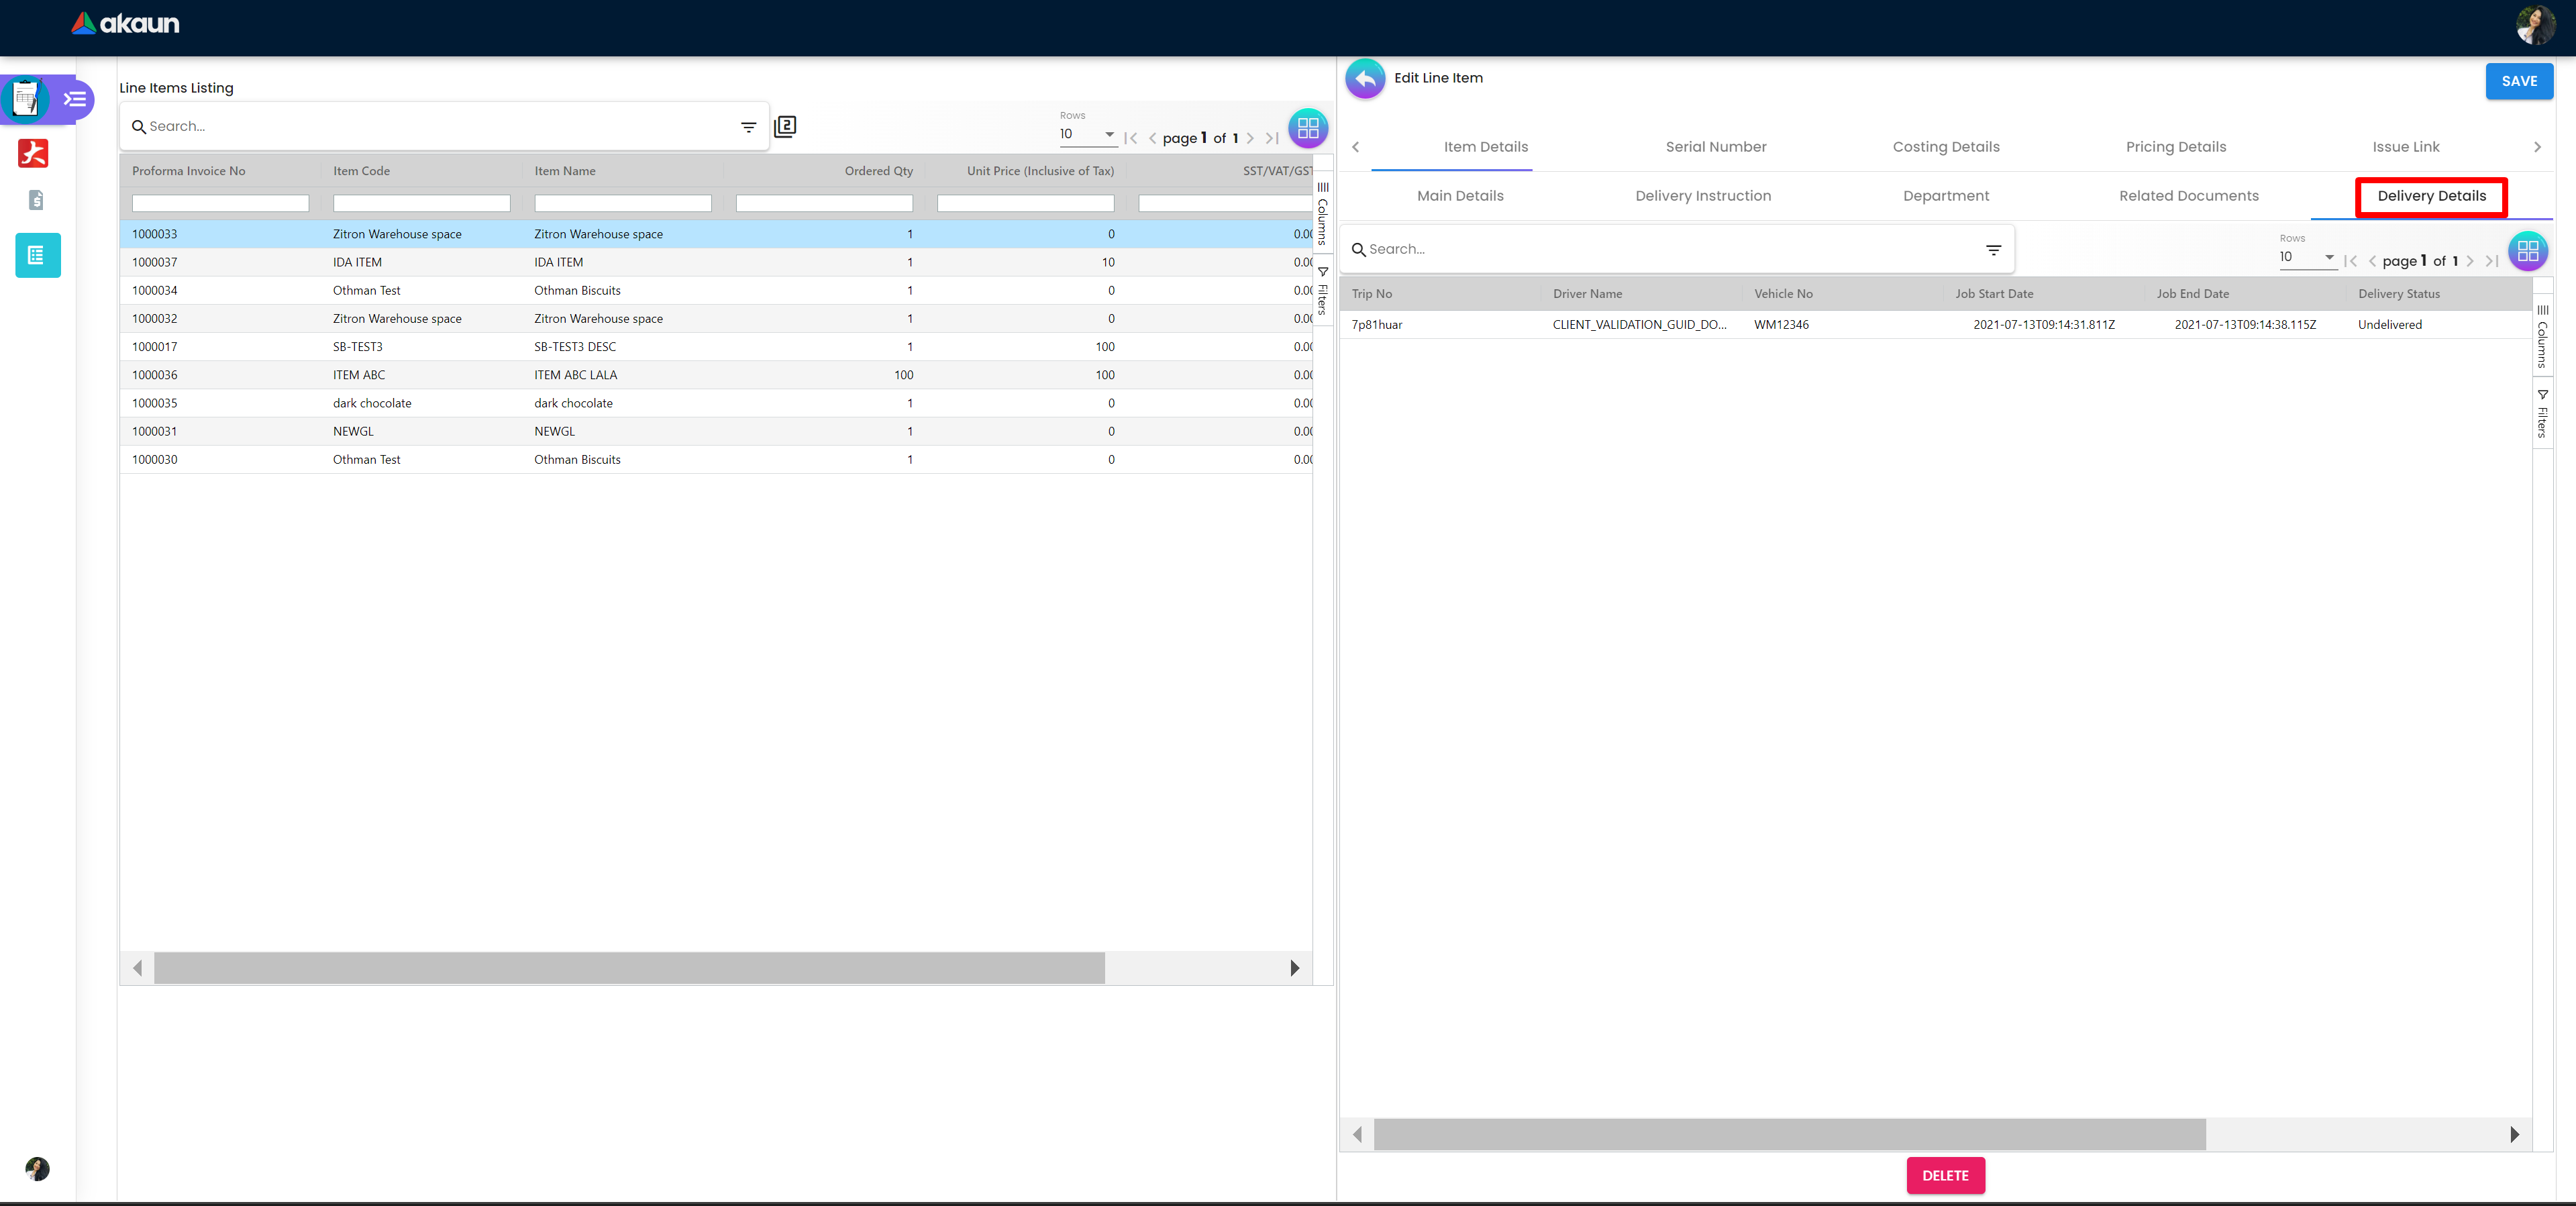 akaun
Line Items Listing
Search...
2
Rows
10
page 1 of 1
Proforma Invoice No Item Code Item Name Ordered Qty Unit Price (Inclusive of Tax) SST/VAT/GST
1000033 Zitron Warehouse space Zitron Warehouse space 1 0 0.00
1000037 IDA ITEM IDA ITEM 1 10 0.00
1000034 Othman Test Othman Biscuits 1 0 0.00
1000032 Zitron Warehouse space Zitron Warehouse space 1 0 0.00
1000017 SB-TEST3 SB-TEST3 DESC 1 100 0.00
1000036 ITEM ABC ITEM ABC LALA 100 100 0.00
1000035 dark chocolate dark chocolate 1 0 0.00
1000031 NEWGL NEWGL 1 0 0.00
1000030 Othman Test Othman Biscuits 1 0 0.00
Columns
Filters
Edit Line Item
SAVE
Item Details Serial Number Costing Details Pricing Details Issue Link
Main Details Delivery Instruction Department Related Documents Delivery Details
Search...
Rows
10
page 1 of 1
Trip No Driver Name Vehicle No Job Start Date Job End Date Delivery Status
7p81huar CLIENT_VALIDATION_GUID_DO... WM12346 2021-07-13T09:14:31.811Z 2021-07-13T09:14:38.115Z Undelivered
Columns
Filters
DELETE